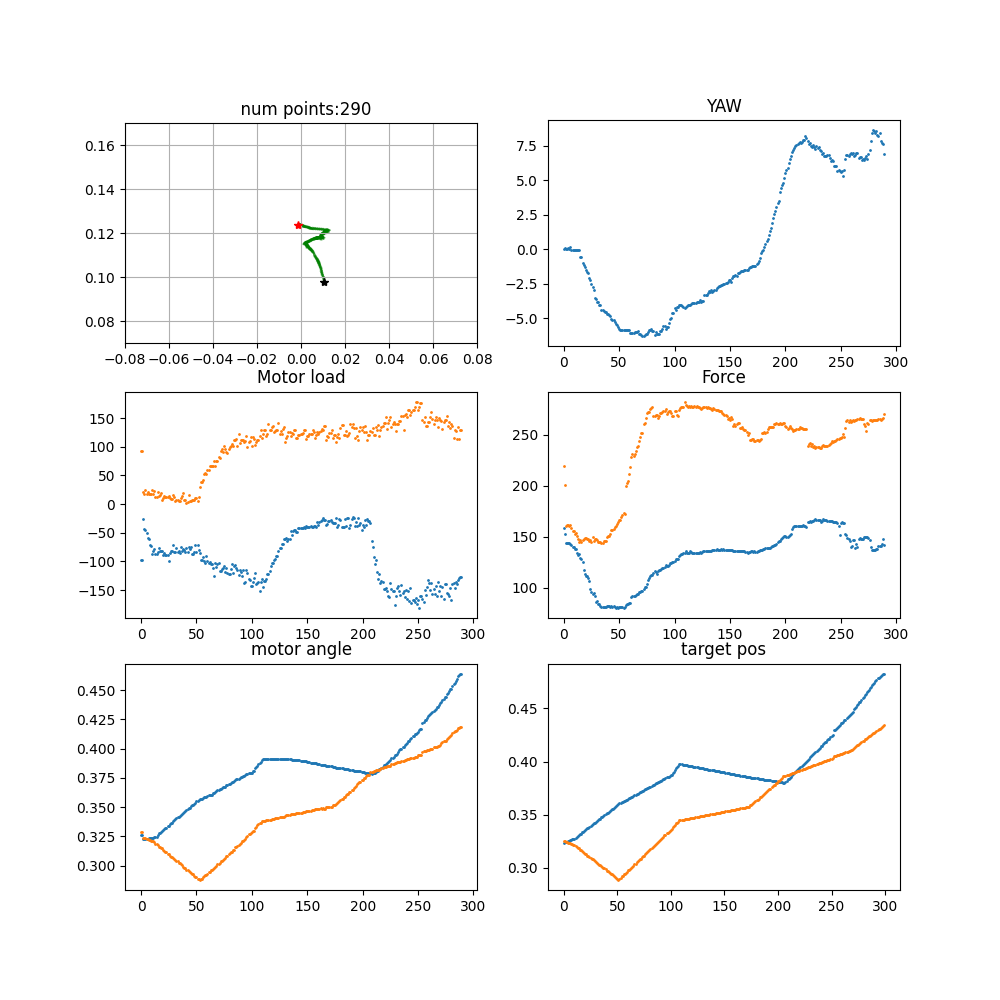 num points:290
YAW
0.16
0.14
0.12
0.10
0.08
−0.08 −0.06 −0.04 −0.02 0.00 0.02 0.04 0.06 0.08
7.5
5.0
2.5
0.0
−2.5
−5.0
0 50 100 150 200 250 300
Motor load
Force
150
100
50
0
−50
−100
−150
0 50 100 150 200 250 300
250
200
150
100
0 50 100 150 200 250 300
motor angle
target pos
0.450
0.425
0.400
0.375
0.350
0.325
0.300
0 50 100 150 200 250 300
0.45
0.40
0.35
0.30
0 50 100 150 200 250 300